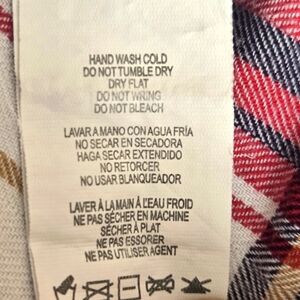 HAND WASH COLD
DO NOT TUMBLE DRY
DRY FLAT
DO NOT WRING
DO NOT BLEACH
LAVAR A MANO CON AGUA FRÍA
NO SECAR EN SECADORA
HAGA SECAR EXTENDIDO
NO RETORCER
NO USAR BLANQUEADOR
LAVER À LA MAIN À L'EAU FROID
NE PAS SÉCHER EN MACHINE
SÉCHER À PLAT
NE PAS ESSORER
NE PAS UTILISER AGENT